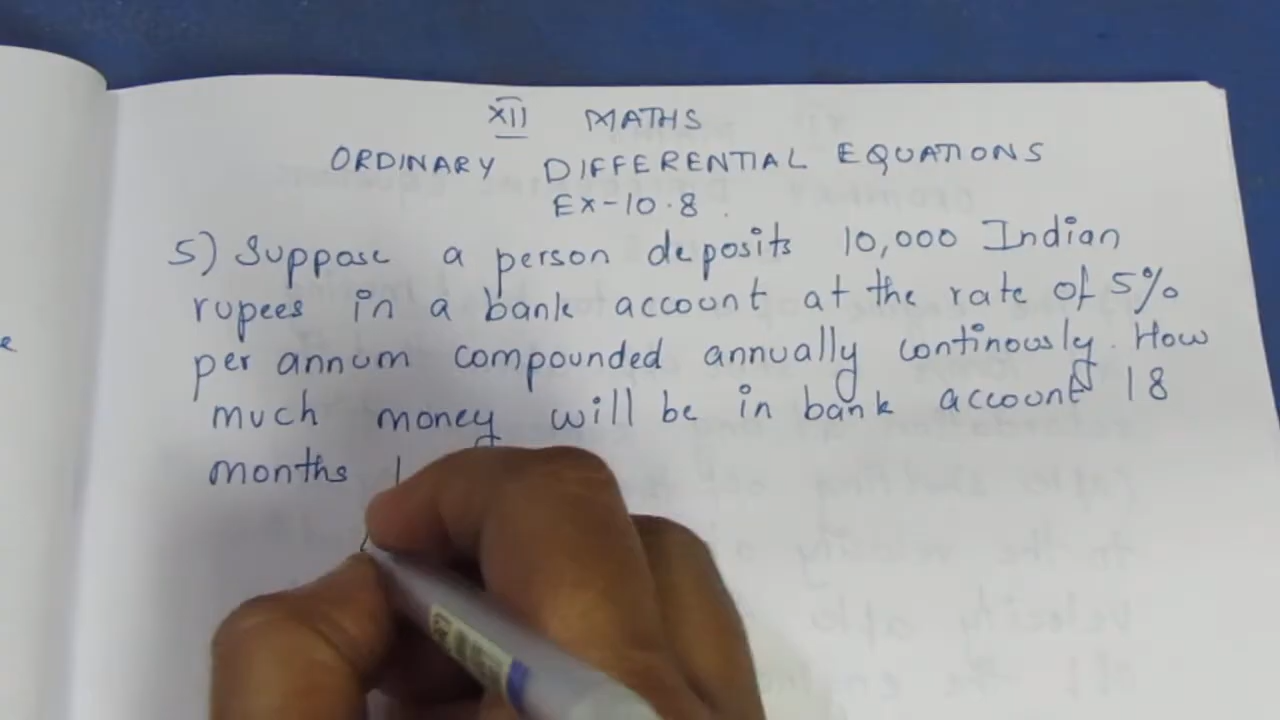 XII MATHS
ORDINARY DIFFERENTIAL EQUATIONS
EX-10.8
5) Suppose a person deposits 10,000 Indian
rupees in a bank account at the rate of 5%
per annum compounded annually continously. How
much money will be in bank account 18
months